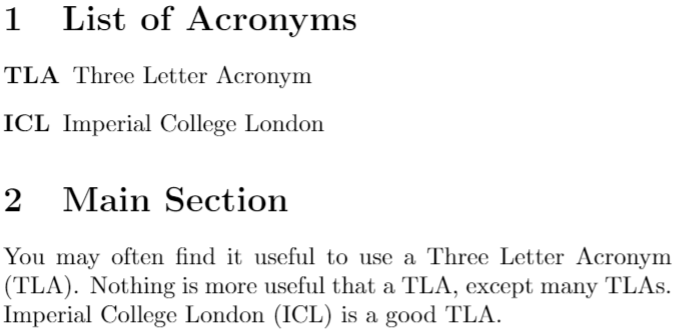 1 List of Acronyms
TLA Three Letter Acronym
ICL Imperial College London
2 Main Section
You may often find it useful to use a Three Letter Acronym
(TLA). Nothing is more useful that a TLA, except many TLAs.
Imperial College London (ICL) is a good TLA.